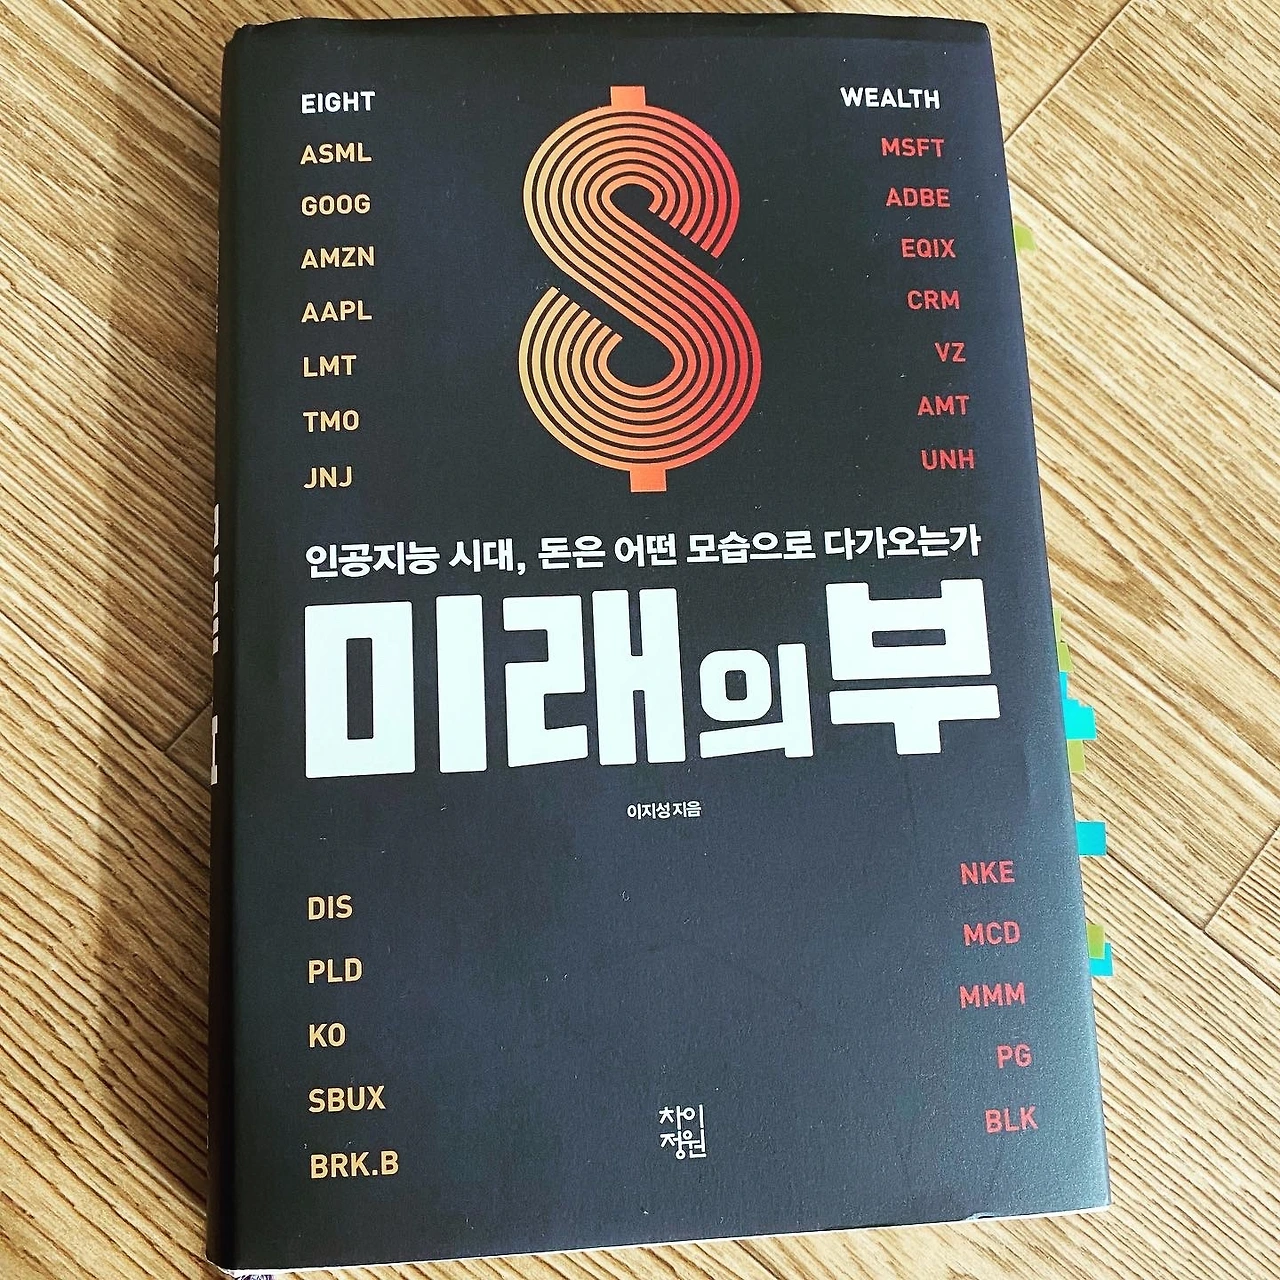 EIGHT
WEALTH
ASML
GOOG
AMZN
AAPL
LMT
TMO
JNJ
MSFT
ADBE
EQIX
CRM
VZ
AMT
UNH
인공지능 시대, 돈은 어떤 모습으로 다가오는가
미래의 부
이지성 지음
DIS
PLD
KO
SBUX
BRK.B
NKE
MCD
MMM
PG
BLK
차이
정원